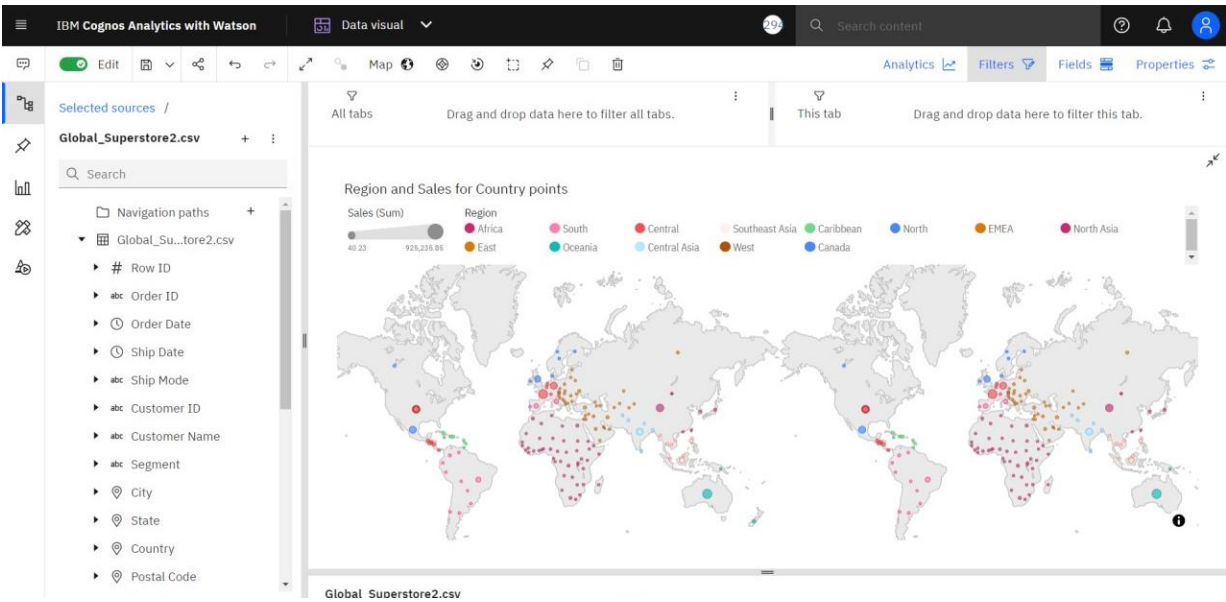 IBM Cognos Analytics with Watson
Data visual
294
Search content
Edit
Map
Analytics
Filters
Fields
Properties
Selected sources /
Global_Superstore2.csv
Search
Navigation paths
Global_Su...tore2.csv
# Row ID
abc Order ID
Order Date
Ship Date
abc Ship Mode
abc Customer ID
abc Customer Name
abc Segment
City
State
Country
Postal Code
All tabs
Drag and drop data here to filter all tabs.
This tab
Drag and drop data here to filter this tab.
Region and Sales for Country points
Sales (Sum)
40.23 925,236.85
Region
Africa South Central Southeast Asia Caribbean North EMEA North Asia
East Oceania Central Asia West Canada
Global_Superstore2.csv